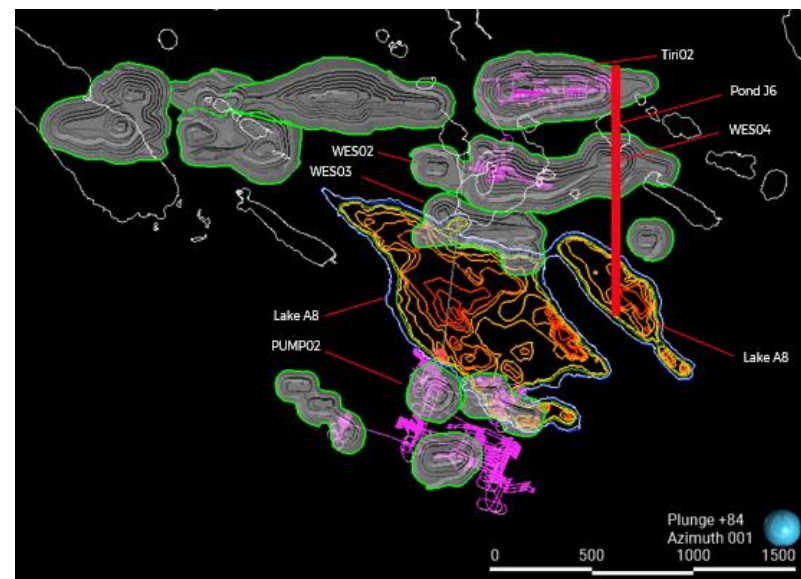 Tiri02
Pond J6
WES04
WES02
WES03
Lake A8
PUMP02
Lake A8
Plunge +84
Azimuth 001
0 500 1000 1500